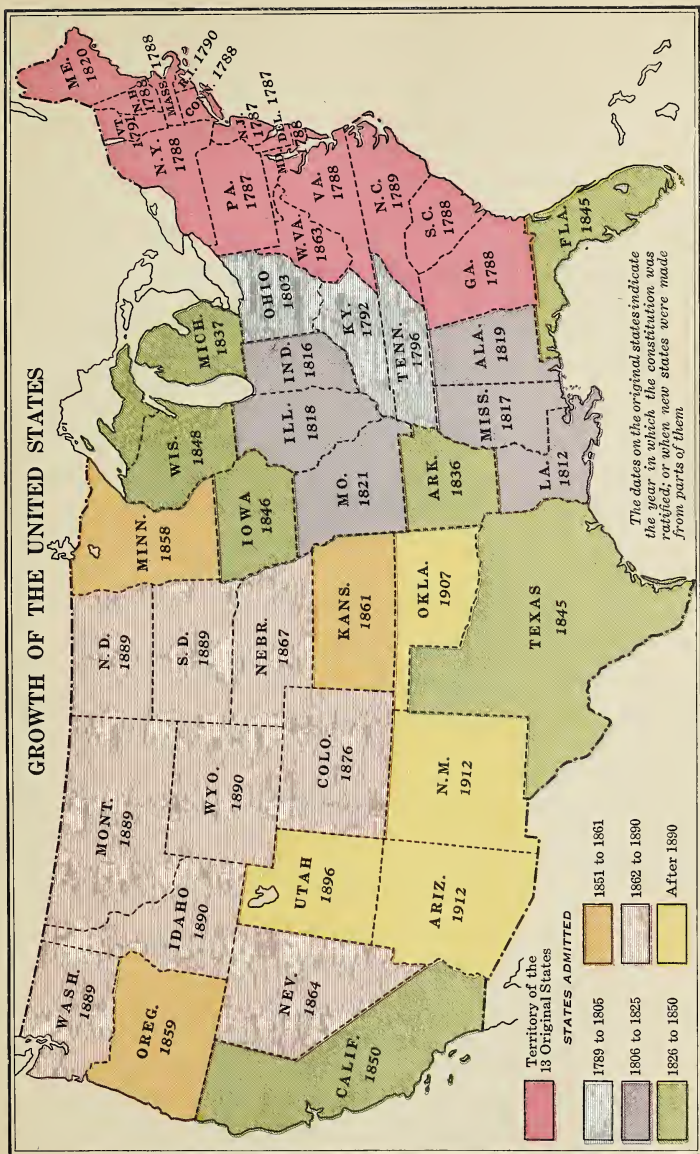 GROWTH OF THE UNITED STATES
WASH.
1889
OREG.
1859
CALIF.
1850
NEV.
1864
IDAHO
1890
MONT.
1889
WYO.
1890
UTAH
1896
ARIZ.
1912
COLO.
1876
N.M.
1912
N.D.
1889
S.D.
1889
NEBR.
1867
KANS.
1861
OKLA.
1907
TEXAS
1845
MINN.
1858
IOWA
1846
MO.
1821
ARK.
1836
LA.
1812
WIS.
1848
ILL.
1818
MISS.
1817
MICH.
1837
IND.
1816
OHIO
1803
KY.
1792
TENN.
1796
ALA.
1819
FLA.
1845
GA.
1788
S.C.
1788
N.C.
1789
VA.
1788
W.VA.
1863
PA.
1787
N.Y.
1788
VT.
1791
N.H.
1788
ME.
1820
MASS.
1788
R.I. 1790
1788
N.J.
1787
DEL. 1787
MD.
1788
Territory of the
13 Original States
STATES ADMITTED
1789 to 1805
1806 to 1825
1826 to 1850
1851 to 1861
1862 to 1890
After 1890
The dates on the original states indicate
the year in which the constitution was
ratified; or when new states were made
from parts of them